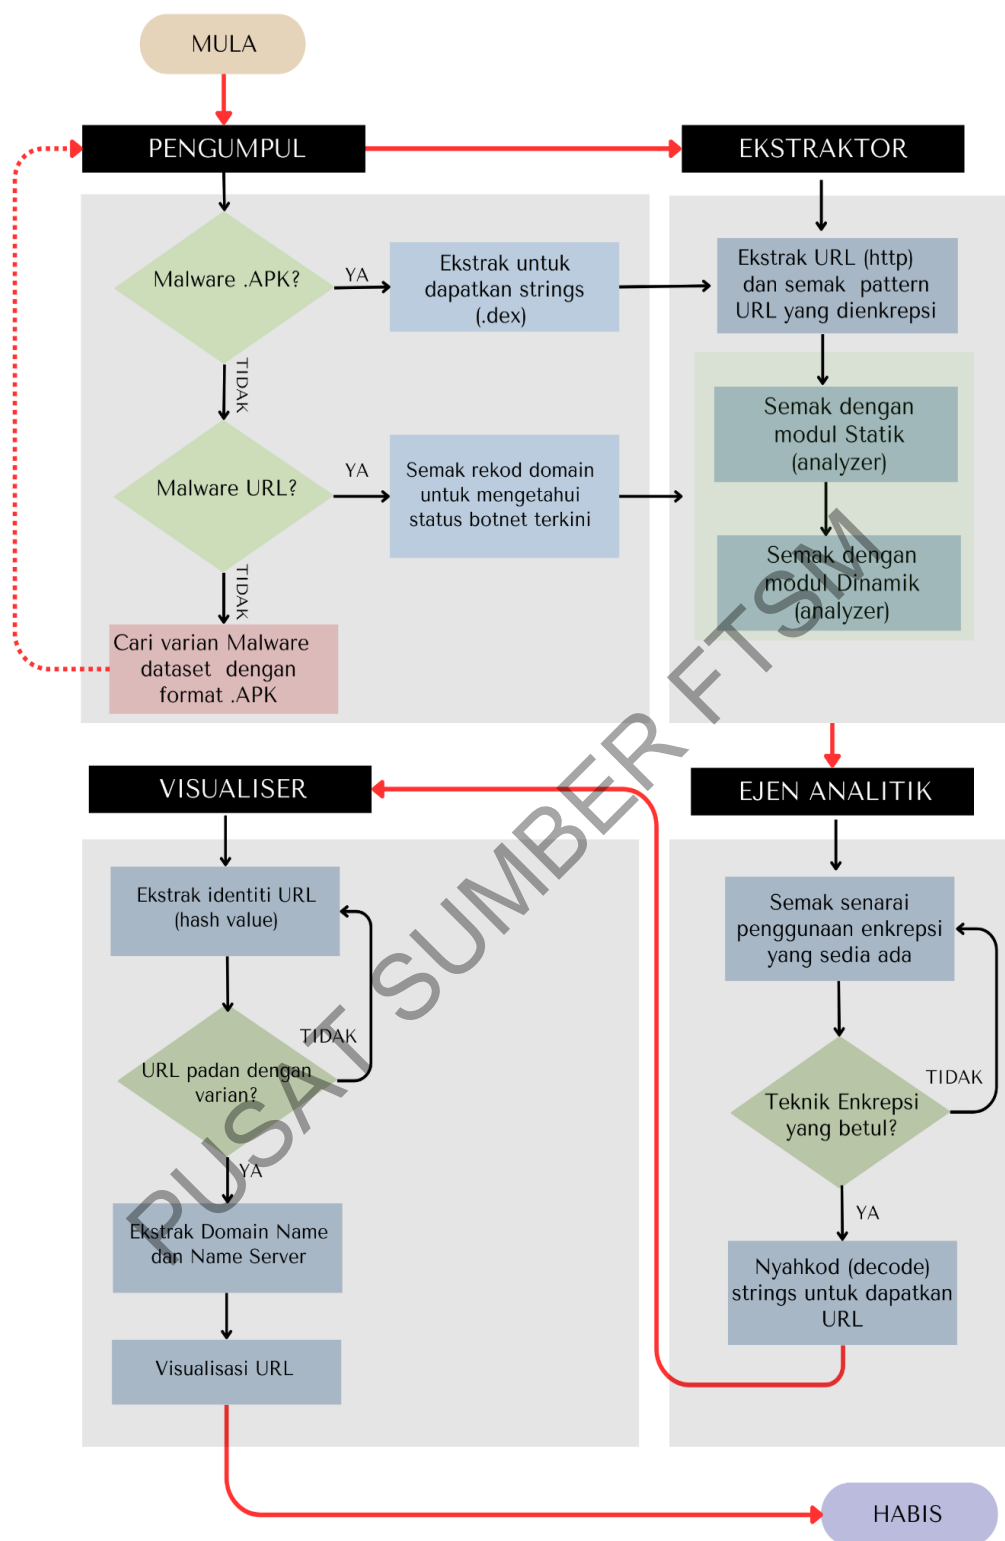 MULA
PENGUMPUL
EKSTRAKTOR
Malware .APK?
YA
TIDAK
Ekstrak untuk
dapatkan strings
(.dex)
Ekstrak URL (http)
dan semak pattern
URL yang dienkrepsi
Malware URL?
YA
TIDAK
Semak rekod domain
untuk mengetahui
status botnet terkini
Semak dengan
modul Statik
(analyzer)
Semak dengan
modul Dinamik
(analyzer)
Cari varian Malware
dataset dengan
format .APK
VISUALISER
EJEN ANALITIK
Ekstrak identiti URL
(hash value)
TIDAK
URL padan dengan
varian?
YA
Ekstrak Domain Name
dan Name Server
Visualisasi URL
Semak senarai
penggunaan enkrepsi
yang sedia ada
TIDAK
Teknik Enkrepsi
yang betul?
YA
Nyahkod (decode)
strings untuk dapatkan
URL
HABIS
PUSAT SUMBER FTSM